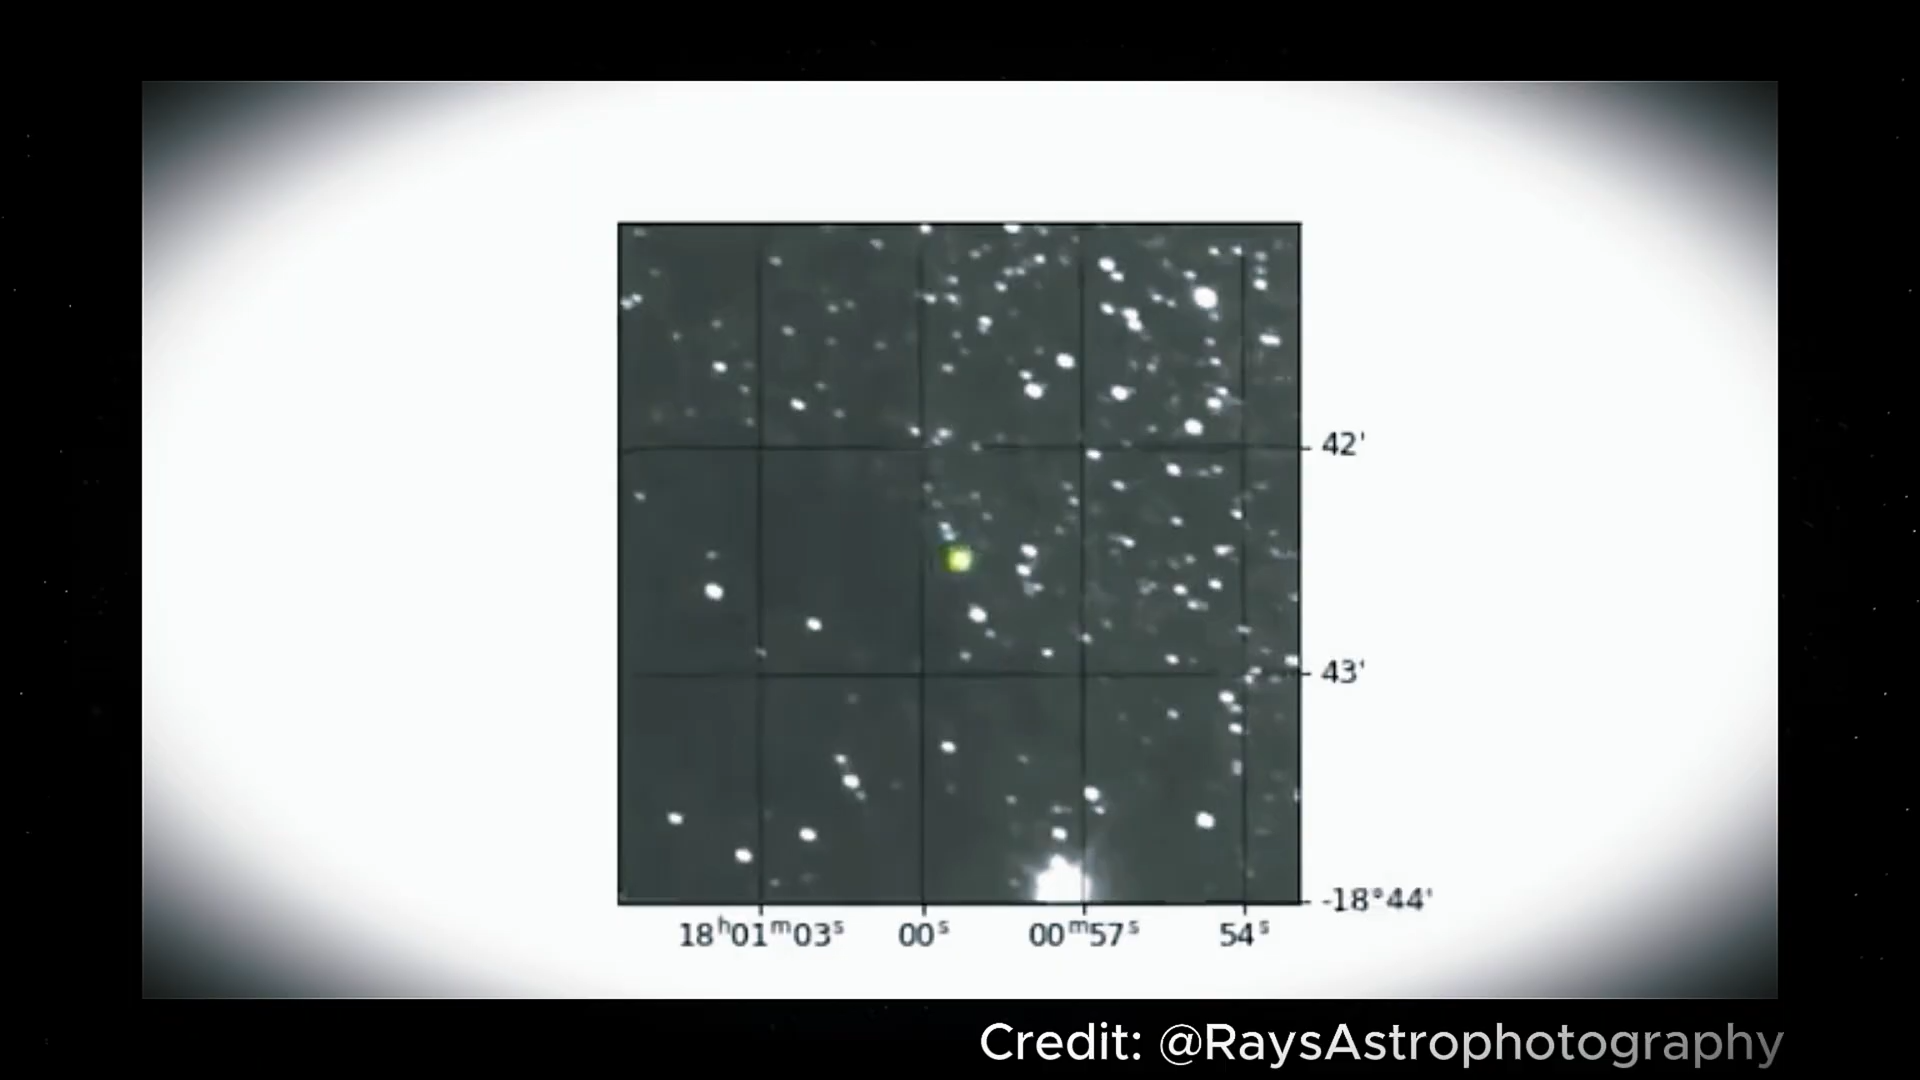 42'
43'
-18°44'
18ʰ01ᵐ03ˢ 00ˢ 00ᵐ57ˢ 54ˢ
Credit: @RaysAstrophotography